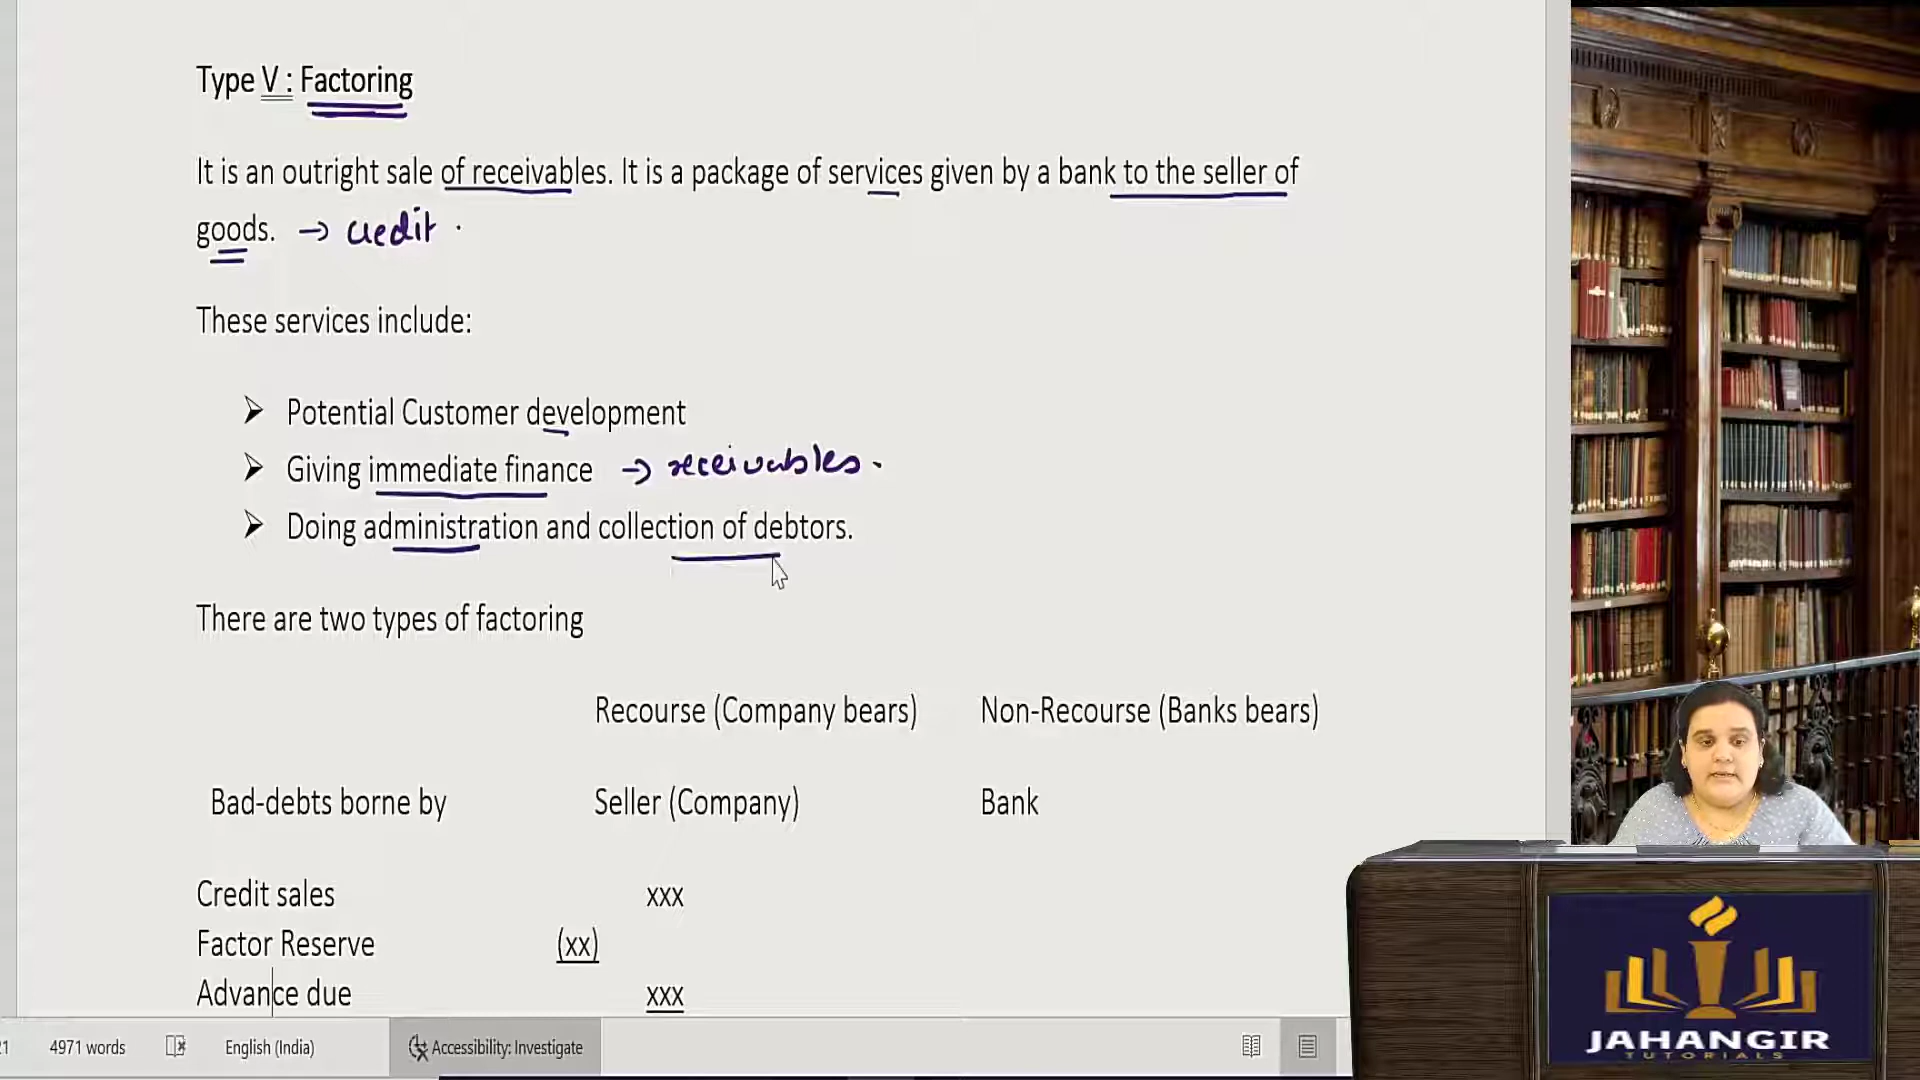 Type V : Factoring
It is an outright sale of receivables. It is a package of services given by a bank to the seller of
goods. → credit .
These services include:
➢ Potential Customer development
➢ Giving immediate finance → receivables.
➢ Doing administration and collection of debtors.
There are two types of factoring
Recourse (Company bears) Non-Recourse (Banks bears)
Bad-debts borne by Seller (Company) Bank
Credit sales xxx
Factor Reserve (xx)
Advance due xxx
21 4971 words English (India) Accessibility: Investigate
JAHANGIR
TUTORIALS